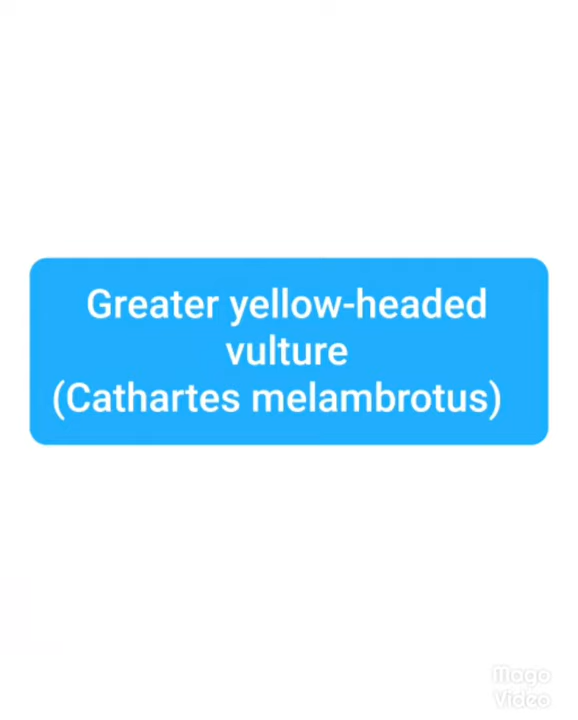 Greater yellow-headed
vulture
(Cathartes melambrotus)
Mago
Video